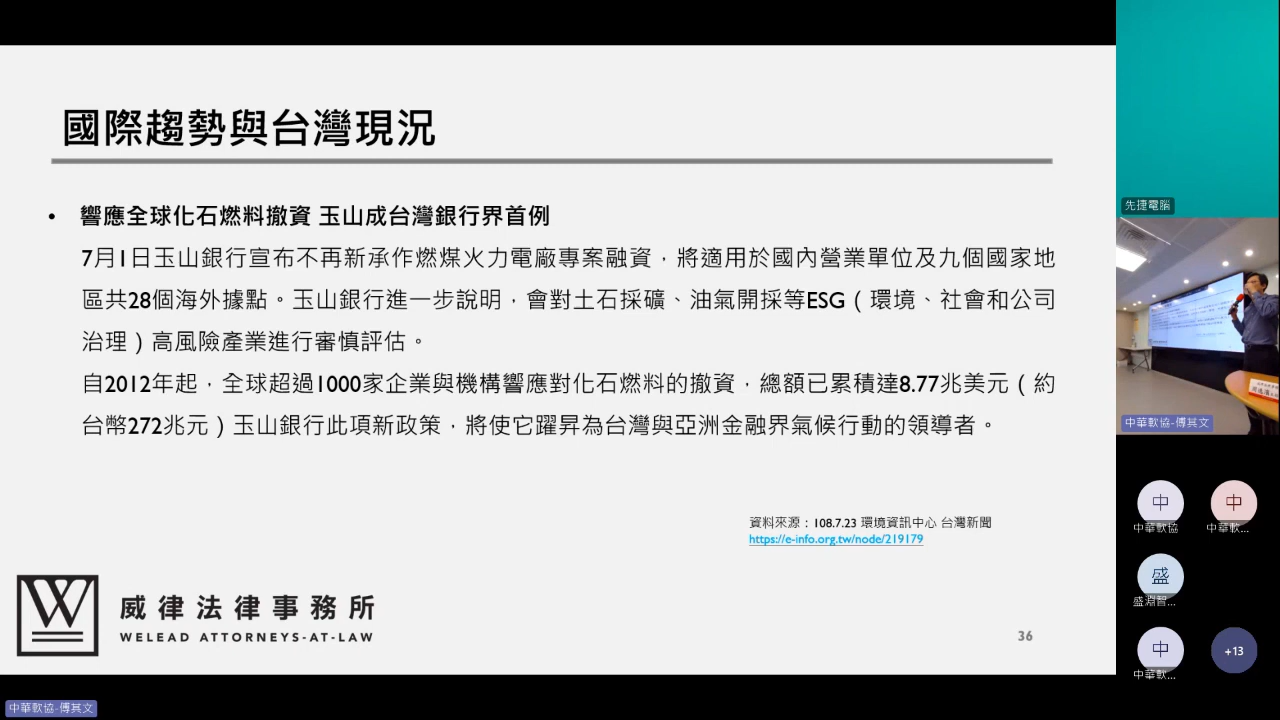 國際趨勢與台灣現況
• 響應全球化石燃料撤資 玉山成台灣銀行界首例
7月1日玉山銀行宣布不再新承作燃煤火力電廠專案融資，將適用於國內營業單位及九個國家地
區共28個海外據點。玉山銀行進一步說明，會對土石採礦、油氣開採等ESG（環境、社會和公司
治理）高風險產業進行審慎評估。
自2012年起，全球超過1000家企業與機構響應對化石燃料的撤資，總額已累積達8.77兆美元（約
台幣272兆元）玉山銀行此項新政策，將使它躍昇為台灣與亞洲金融界氣候行動的領導者。
資料來源：108.7.23 環境資訊中心 台灣新聞
https://e-info.org.tw/node/219179
威律法律事務所
WELEAD ATTORNEYS-AT-LAW
36
先捷電腦
中華軟協-傅其文
中
中華軟協
中
中華軟...
盛
盛淵智...
中
中華軟...
+13
中華軟協-傅其文